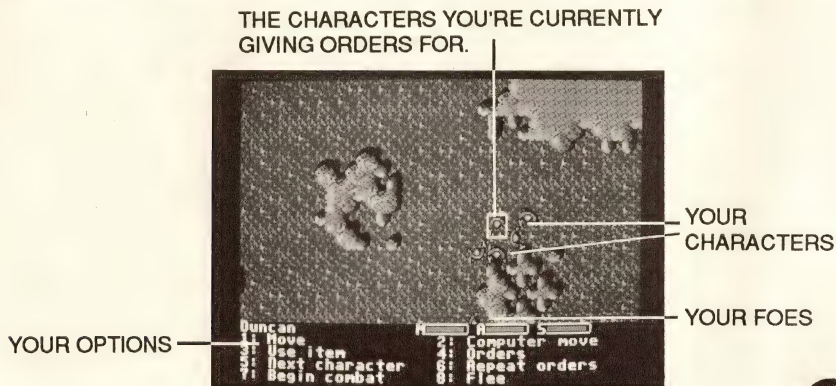 THE CHARACTERS YOU'RE CURRENTLY
GIVING ORDERS FOR.
YOUR
CHARACTERS
YOUR FOES
YOUR OPTIONS
Duncan
A S
1: Move 2: Computer move
3: Use item 4: Orders
5: Next character 6: Repeat orders
7: Begin combat 8: Flee